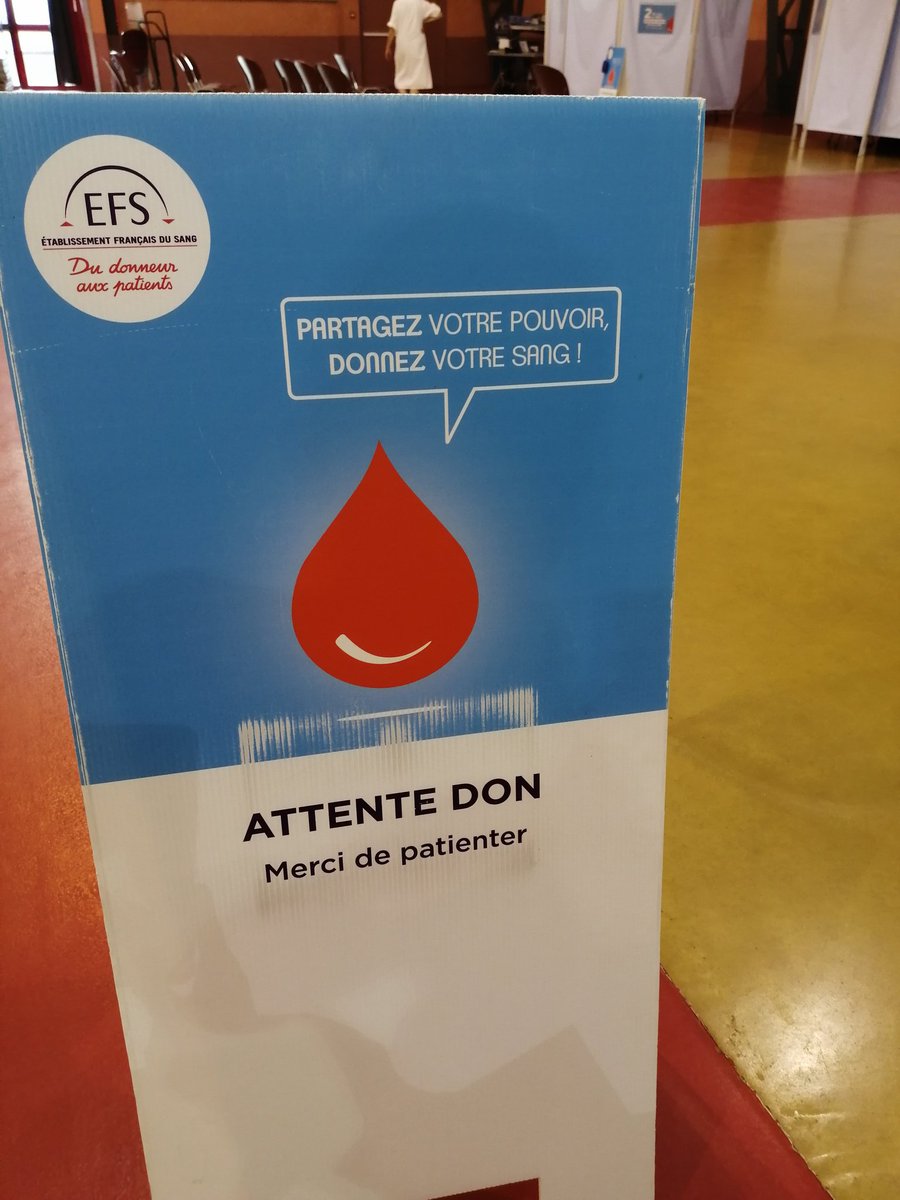 2
EFS
ÉTABLISSEMENT FRANÇAIS DU SANG
Du donneur
aux patients
PARTAGEZ VOTRE POUVOIR,
DONNEZ VOTRE SANG !
ATTENTE DON
Merci de patienter